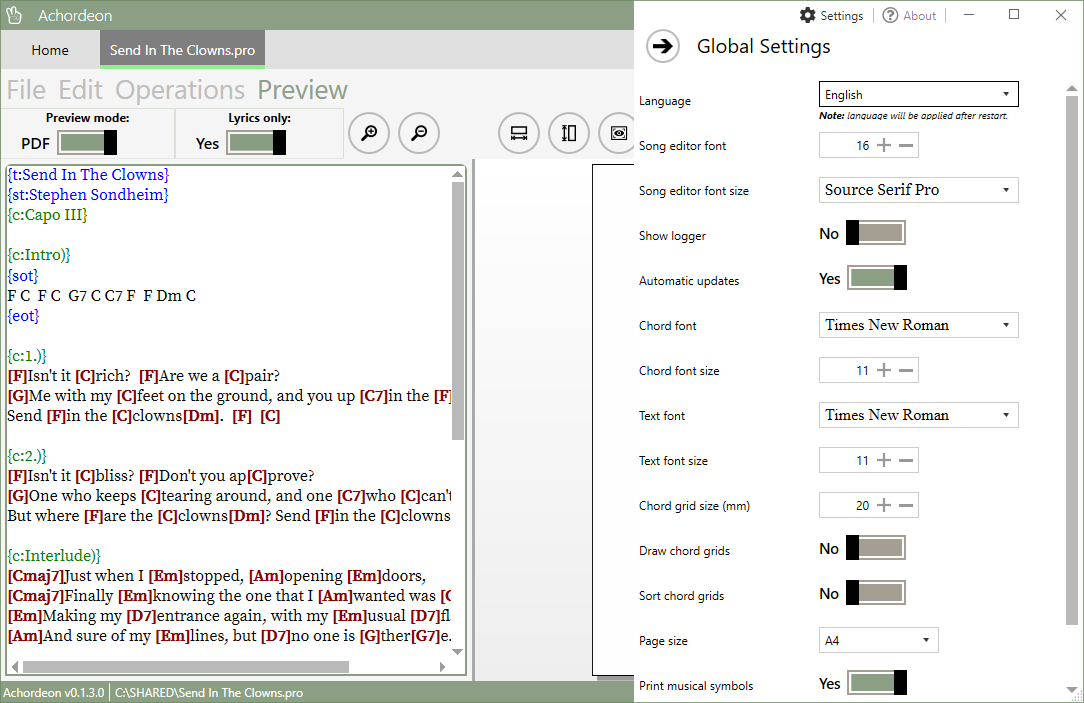 Achordeon
Settings
About
Home
Send In The Clowns.pro
File Edit Operations Preview
Preview mode:
PDF
Lyrics only:
Yes
{t:Send In The Clowns}
{st:Stephen Sondheim}
{c:Capo III}
{c:Intro)}
{sot}
F C  F C  G7 C C7 F  F Dm C
{eot}
{c:1.)}
[F]Isn't it [C]rich?  [F]Are we a [C]pair?
[G]Me with my [C]feet on the ground, and you up [C7]in the [F]
Send [F]in the [C]clowns[Dm].  [F]  [C]
{c:2.)}
[F]Isn't it [C]bliss? [F]Don't you ap[C]prove?
[G]One who keeps [C]tearing around, and one [C7]who [C]can't
But where [F]are the [C]clowns[Dm]? Send [F]in the [C]clowns
{c:Interlude)}
[Cmaj7]Just when I [Em]stopped, [Am]opening [Em]doors,
[Cmaj7]Finally [Em]knowing the one that I [Am]wanted was [C
[Em]Making my [D7]entrance again, with my [Em]usual [D7]fl
[Am]And sure of my [Em]lines, but [D7]no one is [G]ther[G7]e.
Achordeon v0.1.3.0
C:\SHARED\Send In The Clowns.pro
Global Settings
Language
English
Note: language will be applied after restart.
Song editor font
16
Song editor font size
Source Serif Pro
Show logger
No
Automatic updates
Yes
Chord font
Times New Roman
Chord font size
11
Text font
Times New Roman
Text font size
11
Chord grid size (mm)
20
Draw chord grids
No
Sort chord grids
No
Page size
A4
Print musical symbols
Yes